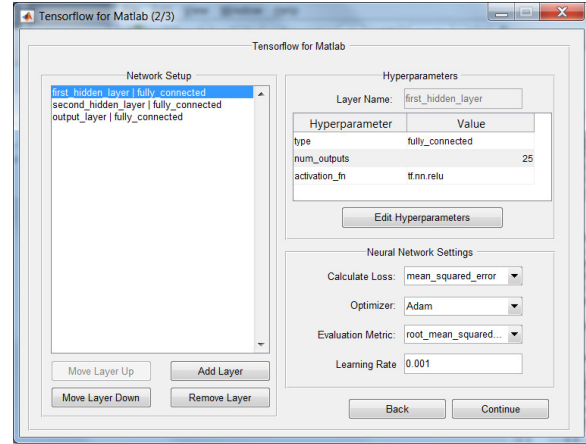 Tensorflow for Matlab (2/3)
Tensorflow for Matlab
Network Setup
first_hidden_layer | fully_connected
second_hidden_layer | fully_connected
output_layer | fully_connected
Move Layer Up
Add Layer
Move Layer Down
Remove Layer
Hyperparameters
Layer Name: first_hidden_layer
Hyperparameter Value
type fully_connected
num_outputs 25
activation_fn tf.nn.relu
Edit Hyperparameters
Neural Network Settings
Calculate Loss: mean_squared_error
Optimizer: Adam
Evaluation Metric: root_mean_squared...
Learning Rate 0.001
Back
Continue